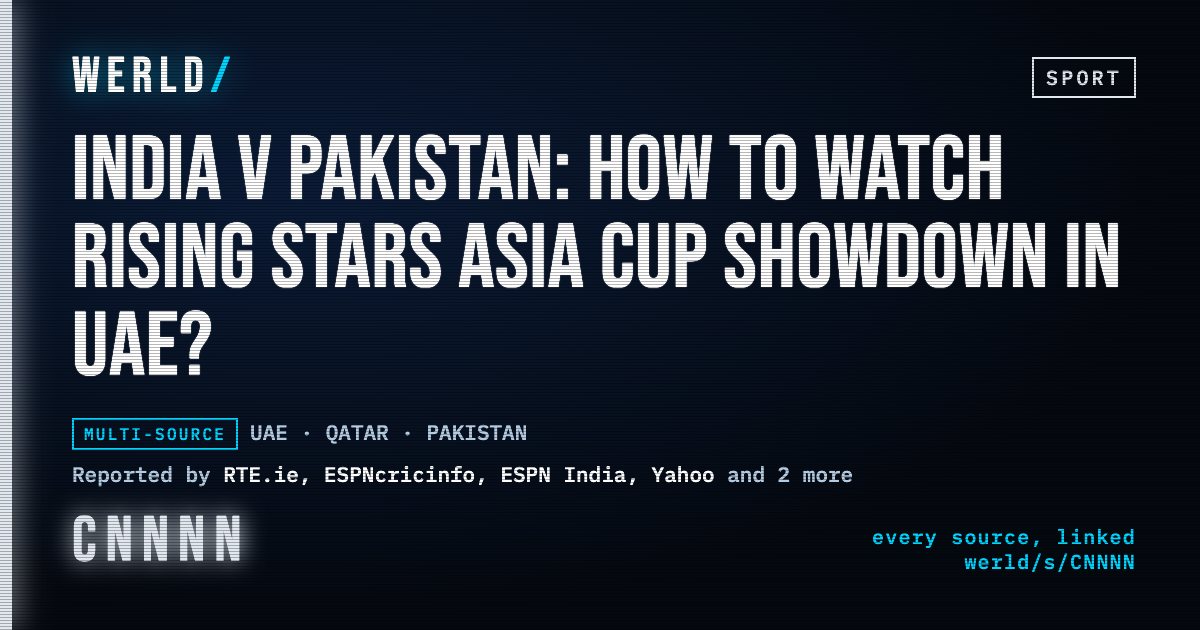 WERLD/
SPORT
INDIA V PAKISTAN: HOW TO WATCH
RISING STARS ASIA CUP SHOWDOWN IN
UAE?
MULTI-SOURCE UAE · QATAR · PAKISTAN
Reported by RTE.ie, ESPNcricinfo, ESPN India, Yahoo and 2 more
CNNNN
every source, linked
werld/s/CNNNN